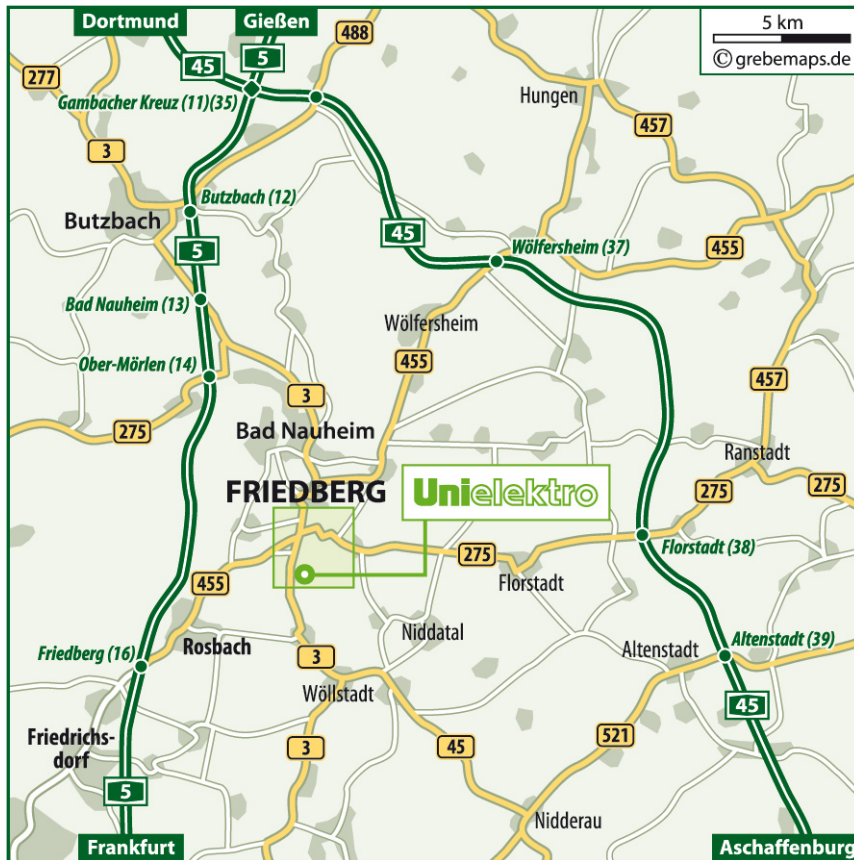 Dortmund
Gießen
5 km
© grebemaps.de
488
5
45
277
Gambacher Kreuz (11)(35)
Hungen
457
3
Butzbach (12)
Butzbach
45
5
Wölfersheim (37)
455
Bad Nauheim (13)
Wölfersheim
Ober-Mörlen (14)
455
457
3
275
Bad Nauheim
Ranstadt
FRIEDBERG
Unielektro
275
275
Florstadt (38)
275
455
Florstadt
Niddatal
Rosbach
Altenstadt (39)
Friedberg (16)
Altenstadt
3
Wöllstadt
45
Friedrichs-
dorf
521
3
45
5
Nidderau
Frankfurt
Aschaffenburg